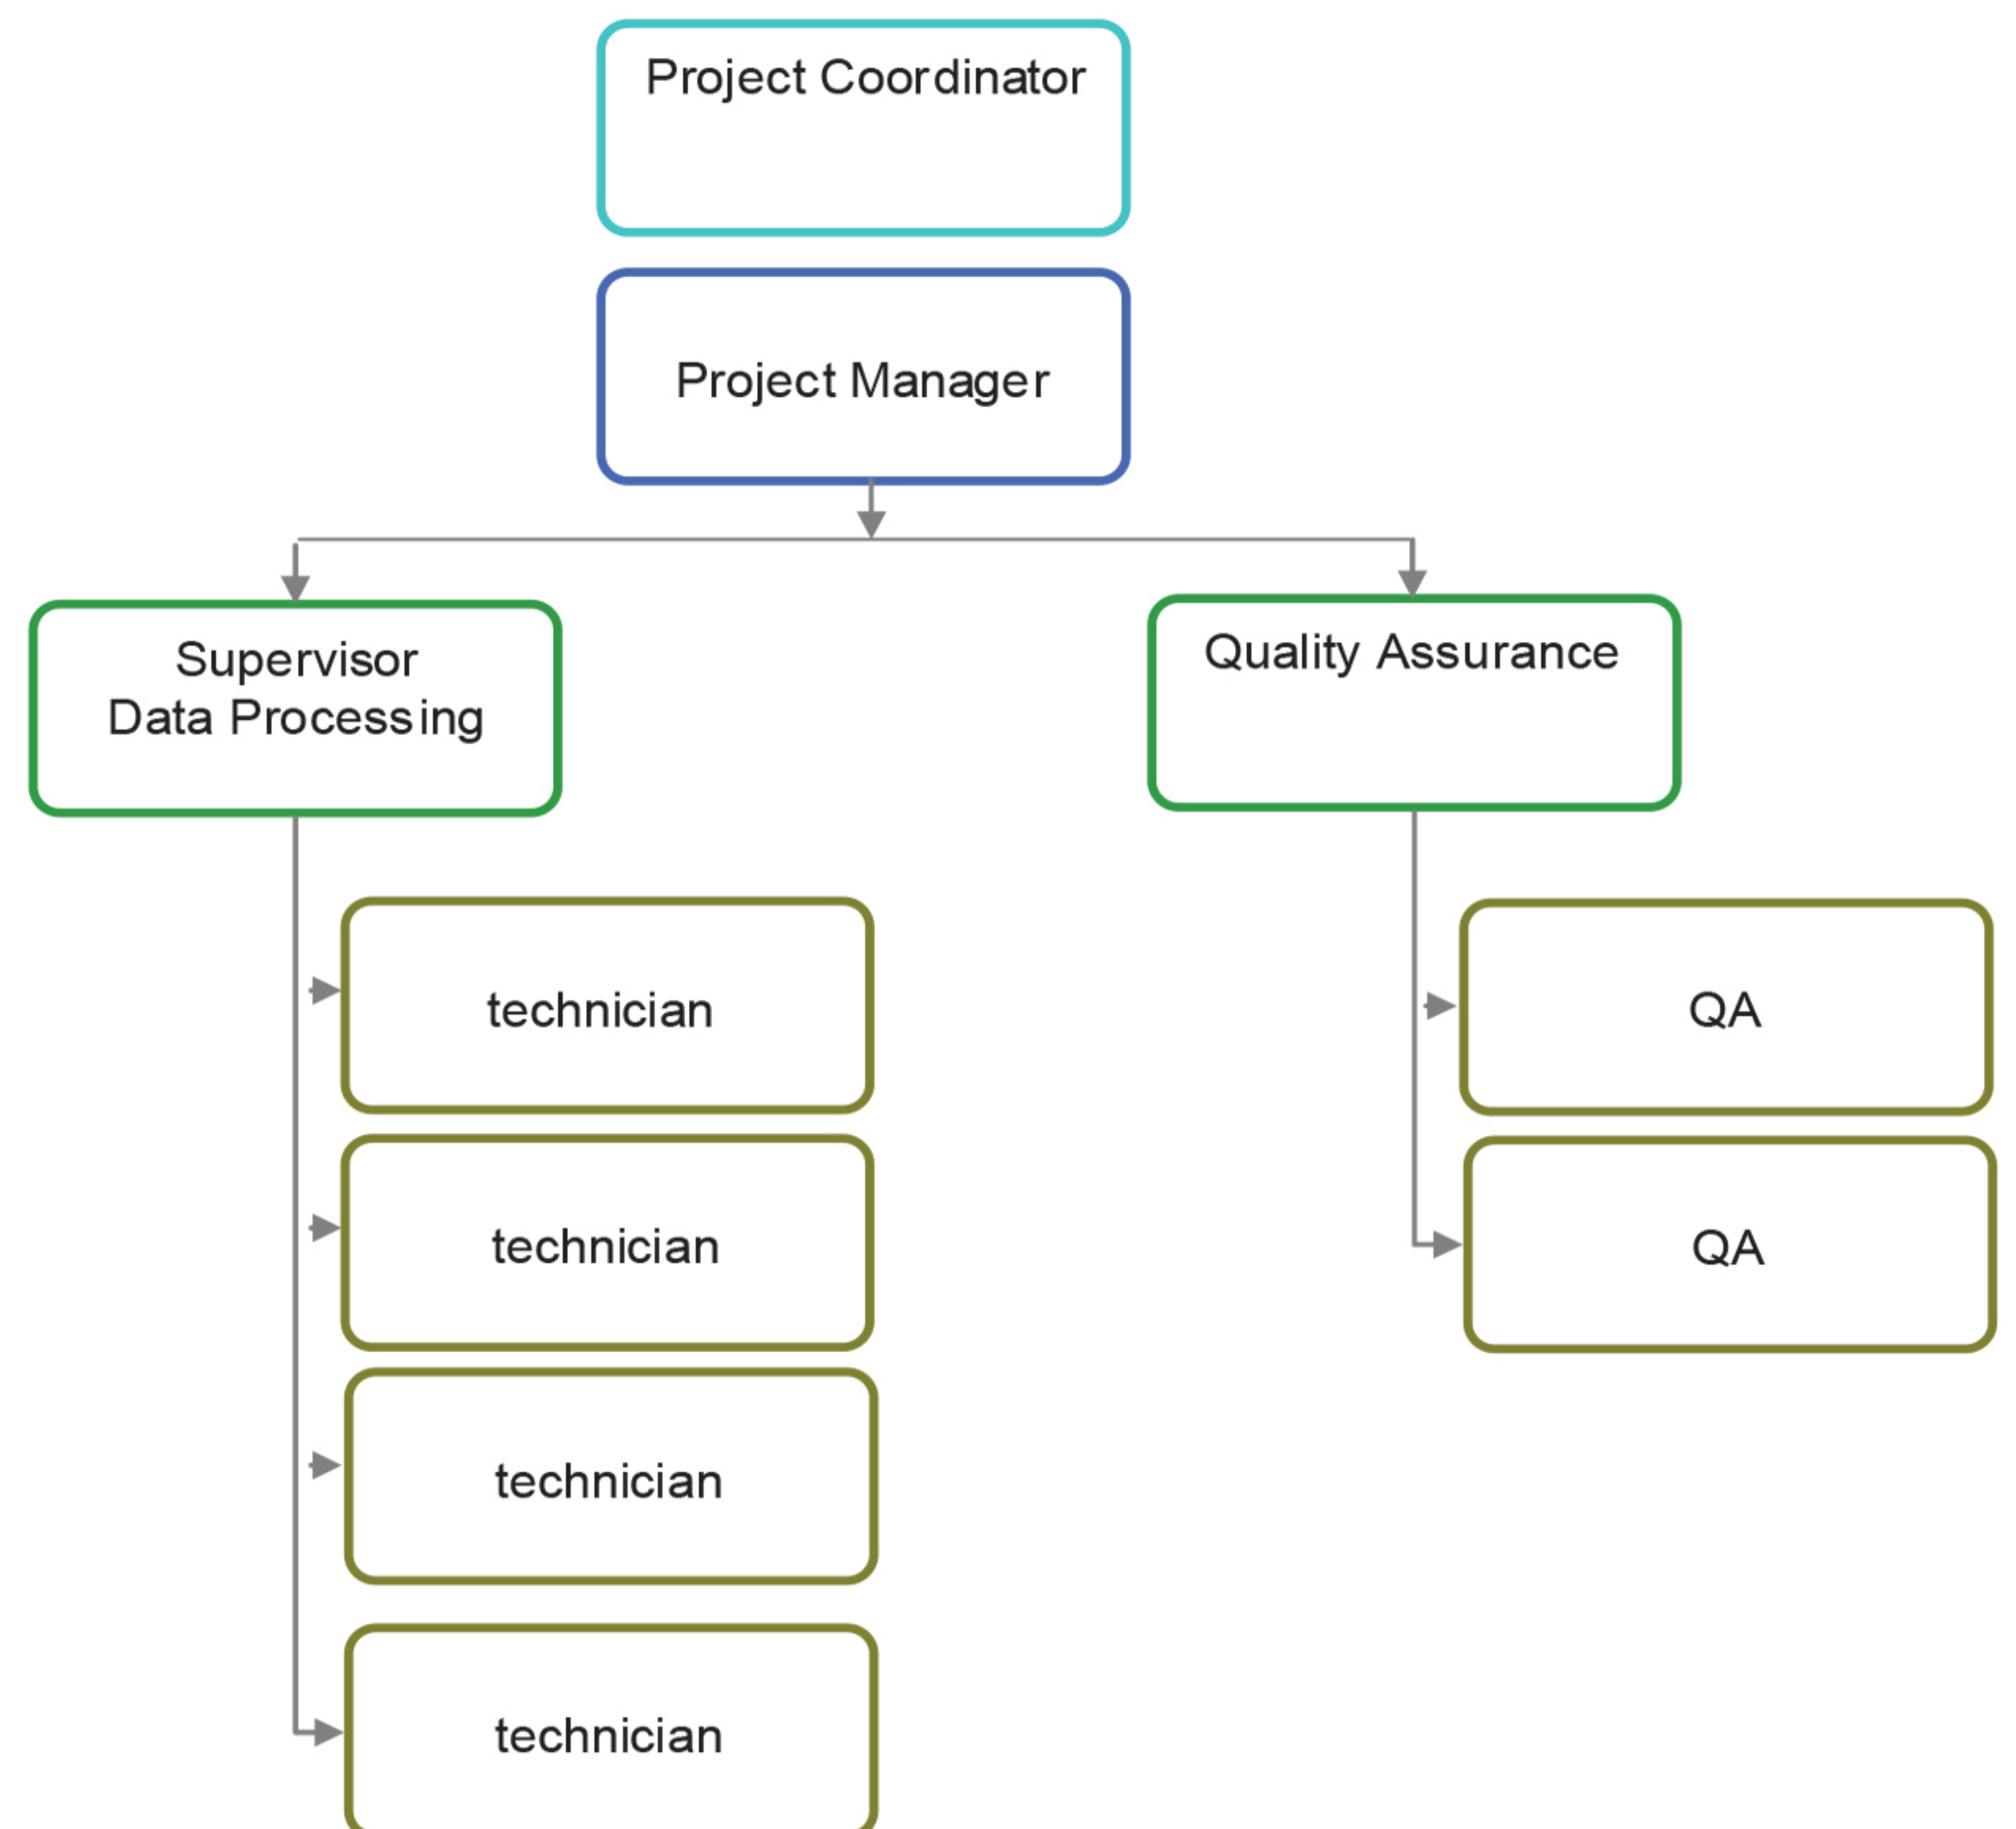 Project Coordinator
Project Manager
Supervisor
Data Processing
Quality Assurance
technician
technician
technician
technician
QA
QA